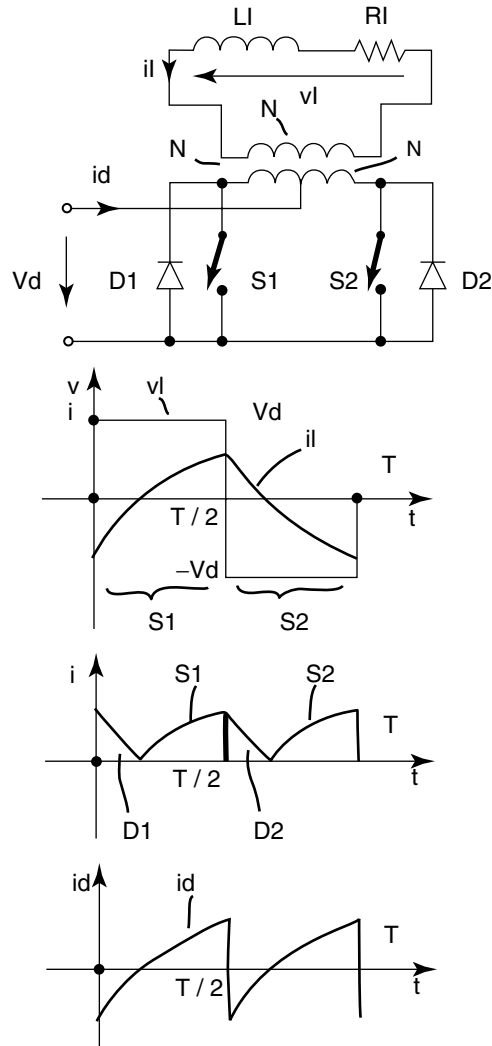 Ll Rl
il
vl
N
N N
id
Vd D1 S1 S2 D2
v vl Vd
i
il
T
T / 2 t
–Vd
S1 S2
i S1 S2
T
T / 2 t
D1 D2
id id
T
T / 2 t